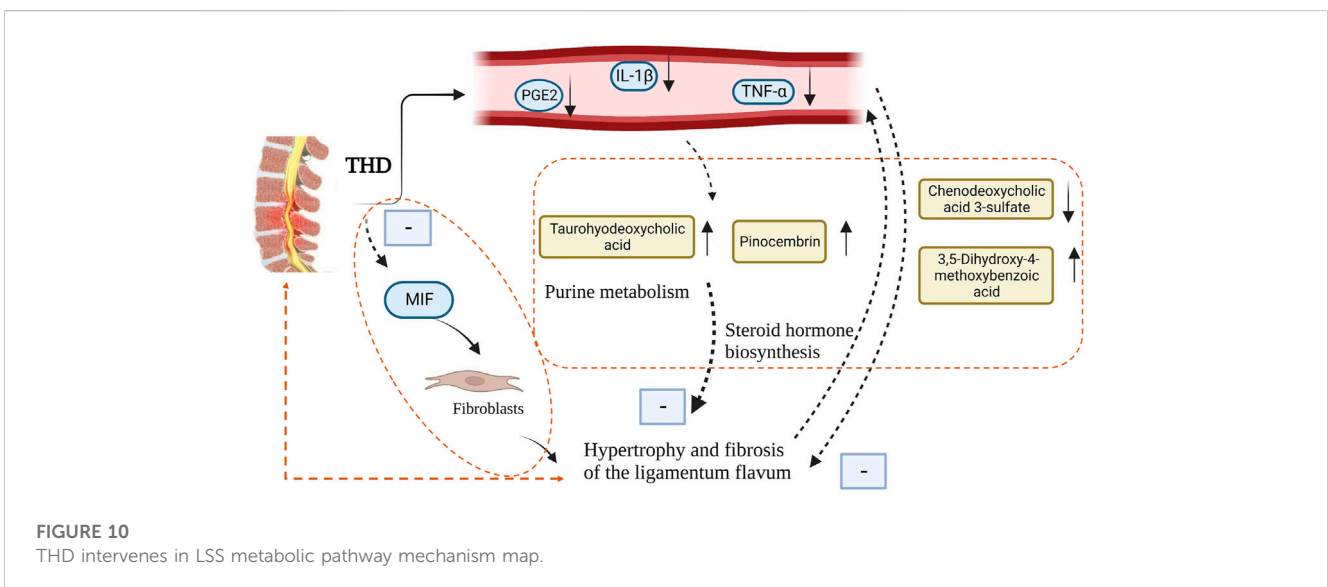 IL-1β
PGE2
TNF-α
THD
-
MIF
Fibroblasts
Taurohyodeoxycholic
acid
Pinocembrin
Chenodeoxycholic
acid 3-sulfate
3,5-Dihydroxy-4-
methoxybenzoic
acid
Purine metabolism
Steroid hormone
biosynthesis
-
Hypertrophy and fibrosis
of the ligamentum flavum
-
FIGURE 10
THD intervenes in LSS metabolic pathway mechanism map.